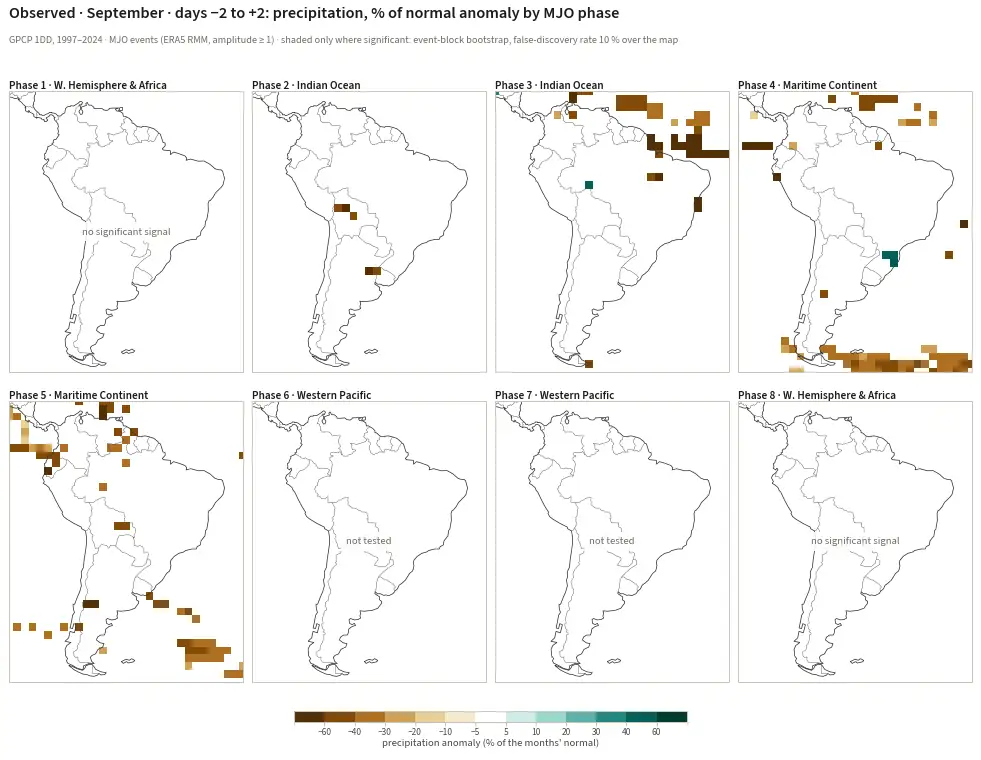 Observed · September · days −2 to +2: precipitation, % of normal anomaly by MJO phase
GPCP 1DD, 1997–2024 · MJO events (ERA5 RMM, amplitude ≥ 1) · shaded only where significant: event-block bootstrap, false-discovery rate 10 % over the map
Phase 1 · W. Hemisphere & Africa
Phase 2 · Indian Ocean
Phase 3 · Indian Ocean
Phase 4 · Maritime Continent
no significant signal
Phase 5 · Maritime Continent
Phase 6 · Western Pacific
Phase 7 · Western Pacific
Phase 8 · W. Hemisphere & Africa
not tested
not tested
no significant signal
−60 −40 −30 −20 −10 −5 5 10 20 30 40 60
precipitation anomaly (% of the months' normal)